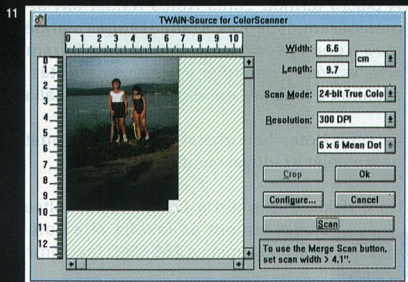 11
TWAIN-Source for ColorScanner
0 1 2 3 4 5 6 7 8 9 10
0
1
2
3
4
5
6
7
8
9
10
11
12
Width: 6.6 cm
Length: 9.7
Scan Mode: 24-bit True Colo
Resolution: 300 DPI
6 x 6 Mean Dot
Crop Ok
Configure... Cancel
Scan
To use the Merge Scan button,
set scan width > 4.1".